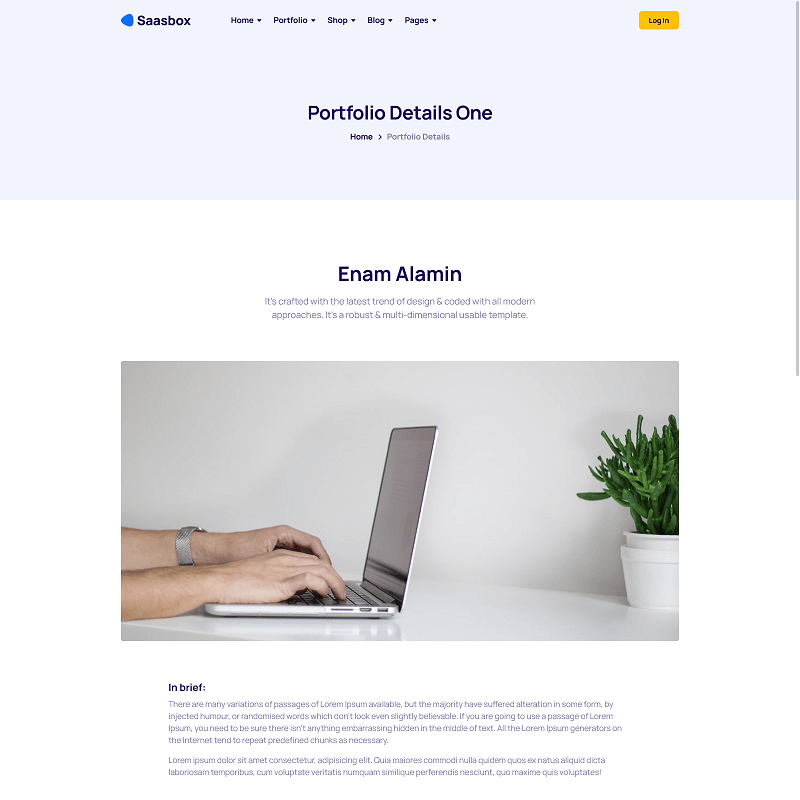 Saasbox
Home Portfolio Shop Blog Pages
Log In
Portfolio Details One
Home > Portfolio Details
Enam Alamin
It's crafted with the latest trend of design & coded with all modern
approaches. It's a robust & multi-dimensional usable template.
In brief:
There are many variations of passages of Lorem Ipsum available, but the majority have suffered alteration in some form, by
injected humour, or randomised words which don't look even slightly believable. If you are going to use a passage of Lorem
Ipsum, you need to be sure there isn't anything embarrassing hidden in the middle of text. All the Lorem Ipsum generators on
the Internet tend to repeat predefined chunks as necessary.
Lorem ipsum dolor sit amet consectetur, adipisicing elit. Quia maiores commodi nulla quidem quos ex natus aliquid dicta
laboriosam temporibus, cum voluptate veritatis numquam similique perferendis nesciunt, quo maxime quis voluptates!